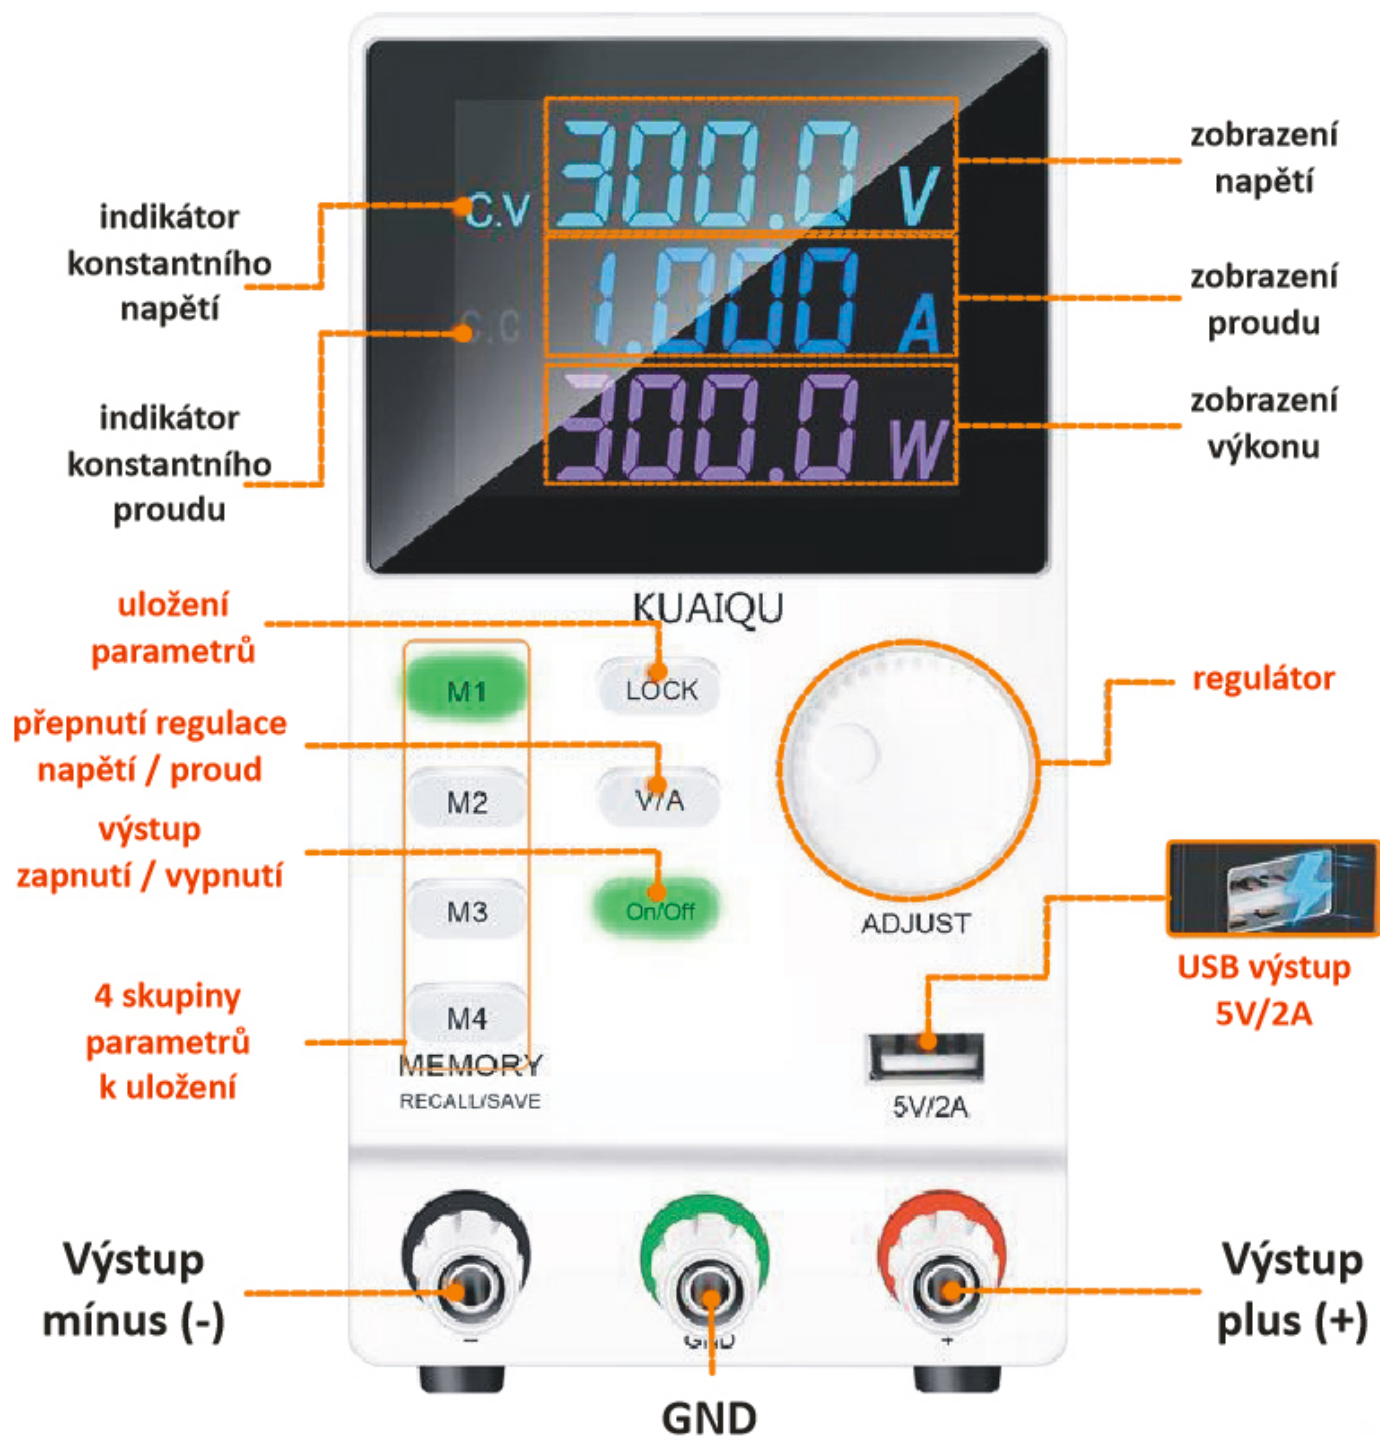 300.0 V
zobrazení
napětí
C.V
indikátor
konstantního
napětí
1.000 A
zobrazení
proudu
C.C
indikátor
konstantního
proudu
300.0 W
zobrazení
výkonu
KUAIQU
uložení
parametrů
M1
LOCK
regulátor
přepnutí regulace
napětí / proud
M2
V/A
výstup
zapnutí / vypnutí
M3
On/Off
ADJUST
USB výstup
5V/2A
4 skupiny
parametrů
k uložení
M4
MEMORY
RECALL/SAVE
5V/2A
Výstup
mínus (-)
Výstup
plus (+)
–
GND
+
GND